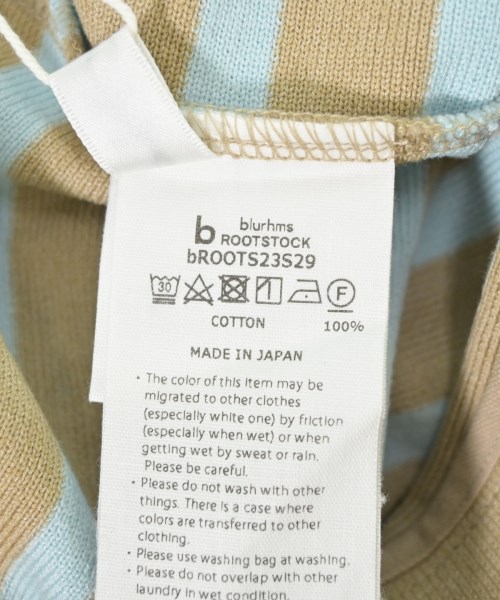 b blurhms
ROOTSTOCK
bROOTS23S29
30 F
COTTON 100%
MADE IN JAPAN
・The color of this item may be
migrated to other clothes
(especially white one) by friction
(especially when wet) or when
getting wet by sweat or rain.
Please be careful.
・Please do not wash with other
things. There is a case where
colors are transferred to other
clothing.
・Please use washing bag at washing.
・Please do not overlap with other
laundry in wet condition.